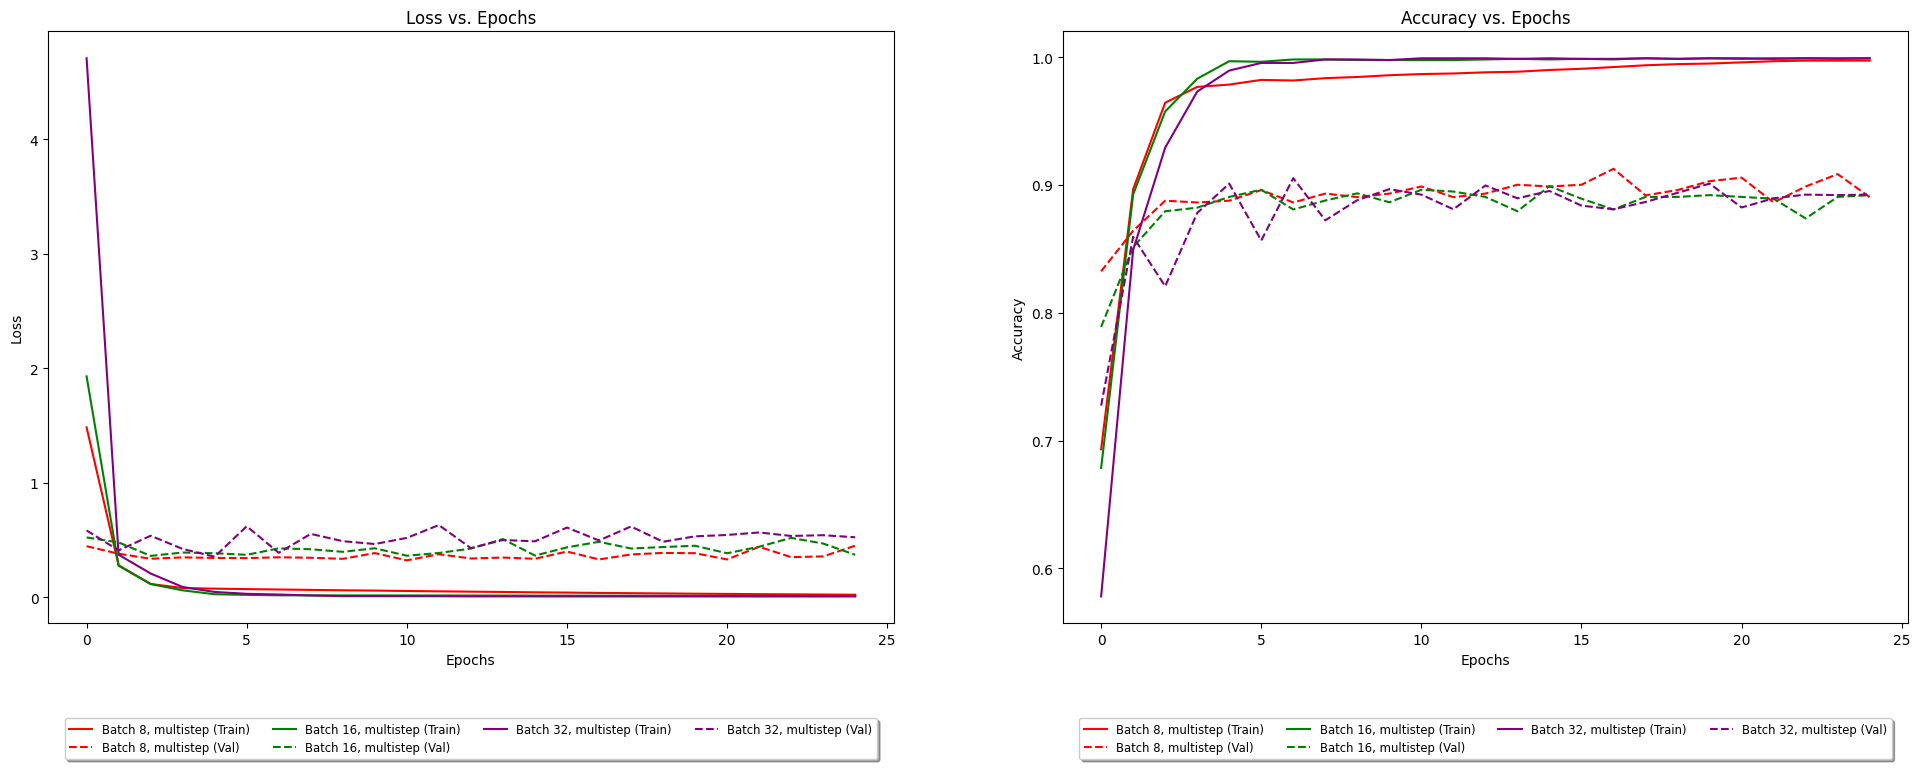 Loss vs. Epochs
Loss
4
3
2
1
0
0 5 10 15 20 25
Epochs
Batch 8, multistep (Train) Batch 16, multistep (Train) Batch 32, multistep (Train) Batch 32, multistep (Val)
Batch 8, multistep (Val) Batch 16, multistep (Val)
Accuracy vs. Epochs
Accuracy
1.0
0.9
0.8
0.7
0.6
0 5 10 15 20 25
Epochs
Batch 8, multistep (Train) Batch 16, multistep (Train) Batch 32, multistep (Train) Batch 32, multistep (Val)
Batch 8, multistep (Val) Batch 16, multistep (Val)